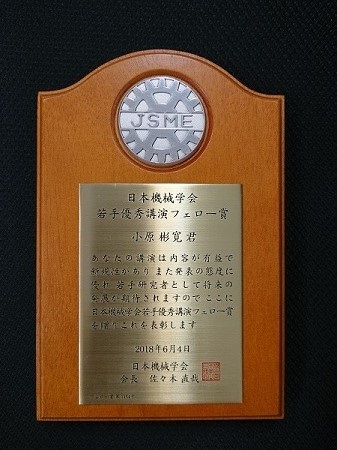 JSME
日本機械学会
若手優秀講演フェロー賞
小原 彬寛 君
あなたの講演は内容が有益で
新規性があり また発表の態度に
優れ 若手研究者として将来の
発展が期待されますので ここに
日本機械学会若手優秀講演フェロー賞
を贈りこれを表彰します
2018年6月4日
日本機械学会
会長 佐々木 直哉